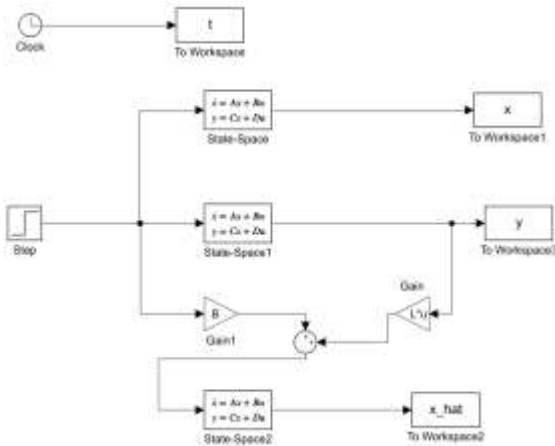 t
Clock
To Workspace
ẋ = Ax + Bu
y = Cx + Du
x
State-Space
To Workspace1
ẋ = Ax + Bu
y = Cx + Du
y
Step
State-Space1
To Workspace3
Gain
B
L*u
Gain1
ẋ = Ax + Bu
y = Cx + Du
x_hat
State-Space2
To Workspace2